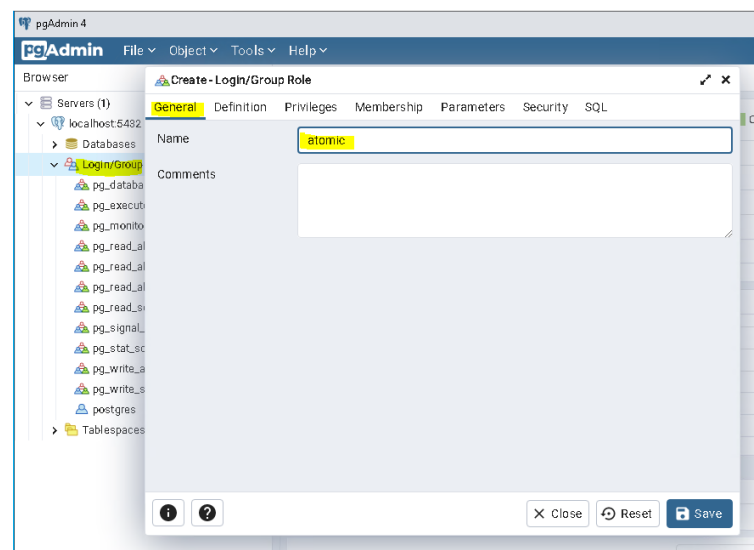 pgAdmin 4
pgAdmin File Object Tools Help
Browser
Servers (1)
localhost:5432
Databases
Login/Group
pg_databa
pg_execut
pg_monito
pg_read_al
pg_read_al
pg_read_al
pg_read_s
pg_signal_
pg_stat_sc
pg_write_a
pg_write_s
postgres
Tablespaces
Create - Login/Group Role
General Definition Privileges Membership Parameters Security SQL
Name
atomic
Comments
Close Reset Save